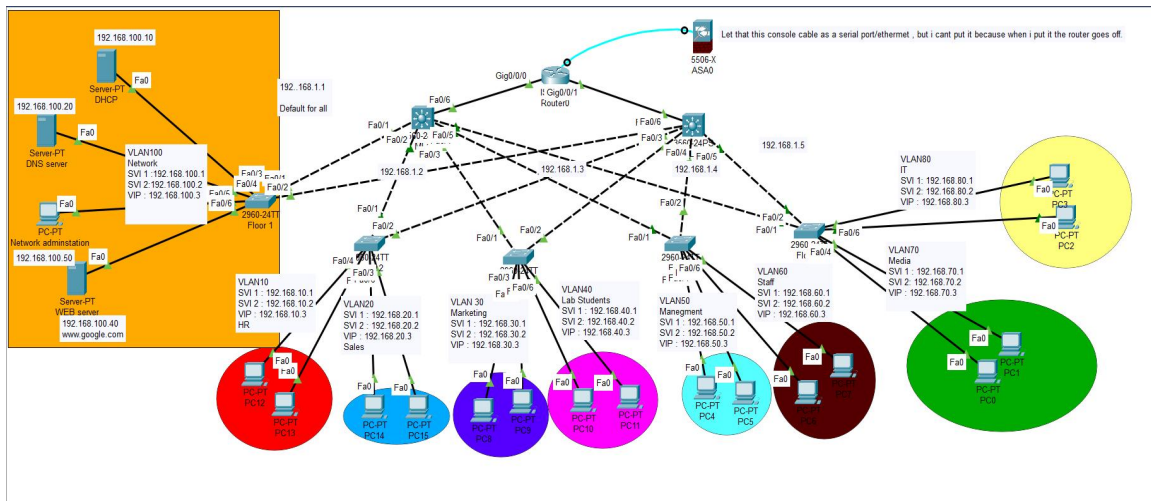 192.168.100.10
Fa0
Server-PT
DHCP
192.168.100.20
Fa0
Server-PT
DNS server
VLAN100
Network
SVI 1 :192.168.100.1
SVI 2:192.168.100.2
VIP : 192.168.100.3
Fa0/4
Fa0/2
Fa0/6
2960-24TT
Floor 1
Fa0
PC-PT
Network adminstation
192.168.100.50
Fa0
Server-PT
WEB server
192.168.100.40
www.google.com
192..168.1.1
Default for all
Gig0/0/0
Gig0/0/1
Router0
5506-X
ASA0
Let that this console cable as a serial port/ethermet , but i cant put it because when i put it the router goes off.
Fa0/6
Fa0/1
Fa0/2
Fa0/5
Fa0/3
Fa0/6
Fa0/3
Fa0/4
Fa0/5
192.168.1.2
192.168.1.3
192.168.1.4
192.168.1.5
Fa0/1
Fa0/2
Fa0/4
Fa0/3
Fa0/1
Fa0/2
Fa0/3
Fa0/4
Fa0/1
Fa0/6
2960-24TT
Fa0/2
Fa0/1
Fa0/6
Fa0/4
VLAN10
SVI 1 : 192.168.10.1
SVI 2 : 192.168.10.2
VIP : 192.168.10.3
HR
VLAN20
SVI 1 : 192.168.20.1
SVI 2 : 192.168.20.2
VIP : 192.168.20.3
Sales
VLAN 30
Marketing
SVI 1 : 192.168.30.1
SVI 2 : 192.168.30.2
VIP : 192.168.30.3
VLAN40
Lab Students
SVI 1 : 192.168.40.1
SVI 2 : 192.168.40.2
VIP : 192.168.40.3
VLAN50
Manegment
SVI 1 : 192.168.50.1
SVI 2 : 192.168.50.2
VIP : 192.168.50.3
VLAN60
Staff
SVI 1 : 192.168.60.1
SVI 2 : 192.168.60.2
VIP : 192.168.60.3
VLAN70
Media
SVI 1 : 192.168.70.1
SVI 2 : 192.168.70.2
VIP : 192.168.70.3
VLAN80
IT
SVI 1 : 192.168.80.1
SVI 2 : 192.168.80.2
VIP : 192.168.80.3
Fa0
PC-PT
PC3
Fa0
PC-PT
PC2
Fa0
PC-PT
PC1
Fa0
PC-PT
PC0
Fa0
PC-PT
PC12
Fa0
PC-PT
PC13
Fa0
PC-PT
PC14
Fa0
PC-PT
PC15
Fa0
PC-PT
PC8
Fa0
PC-PT
PC9
Fa0
PC-PT
PC10
Fa0
PC-PT
PC11
Fa0
PC-PT
PC4
Fa0
PC-PT
PC5
Fa0
Fa0